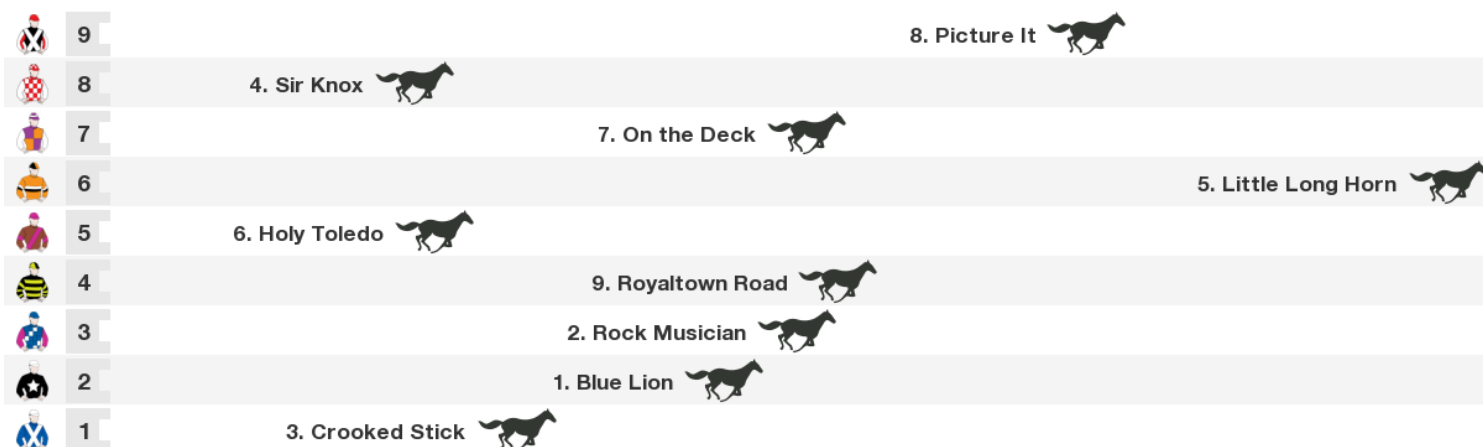 9 8. Picture It
8 4. Sir Knox
7 7. On the Deck
6 5. Little Long Horn
5 6. Holy Toledo
4 9. Royaltown Road
3 2. Rock Musician
2 1. Blue Lion
1 3. Crooked Stick